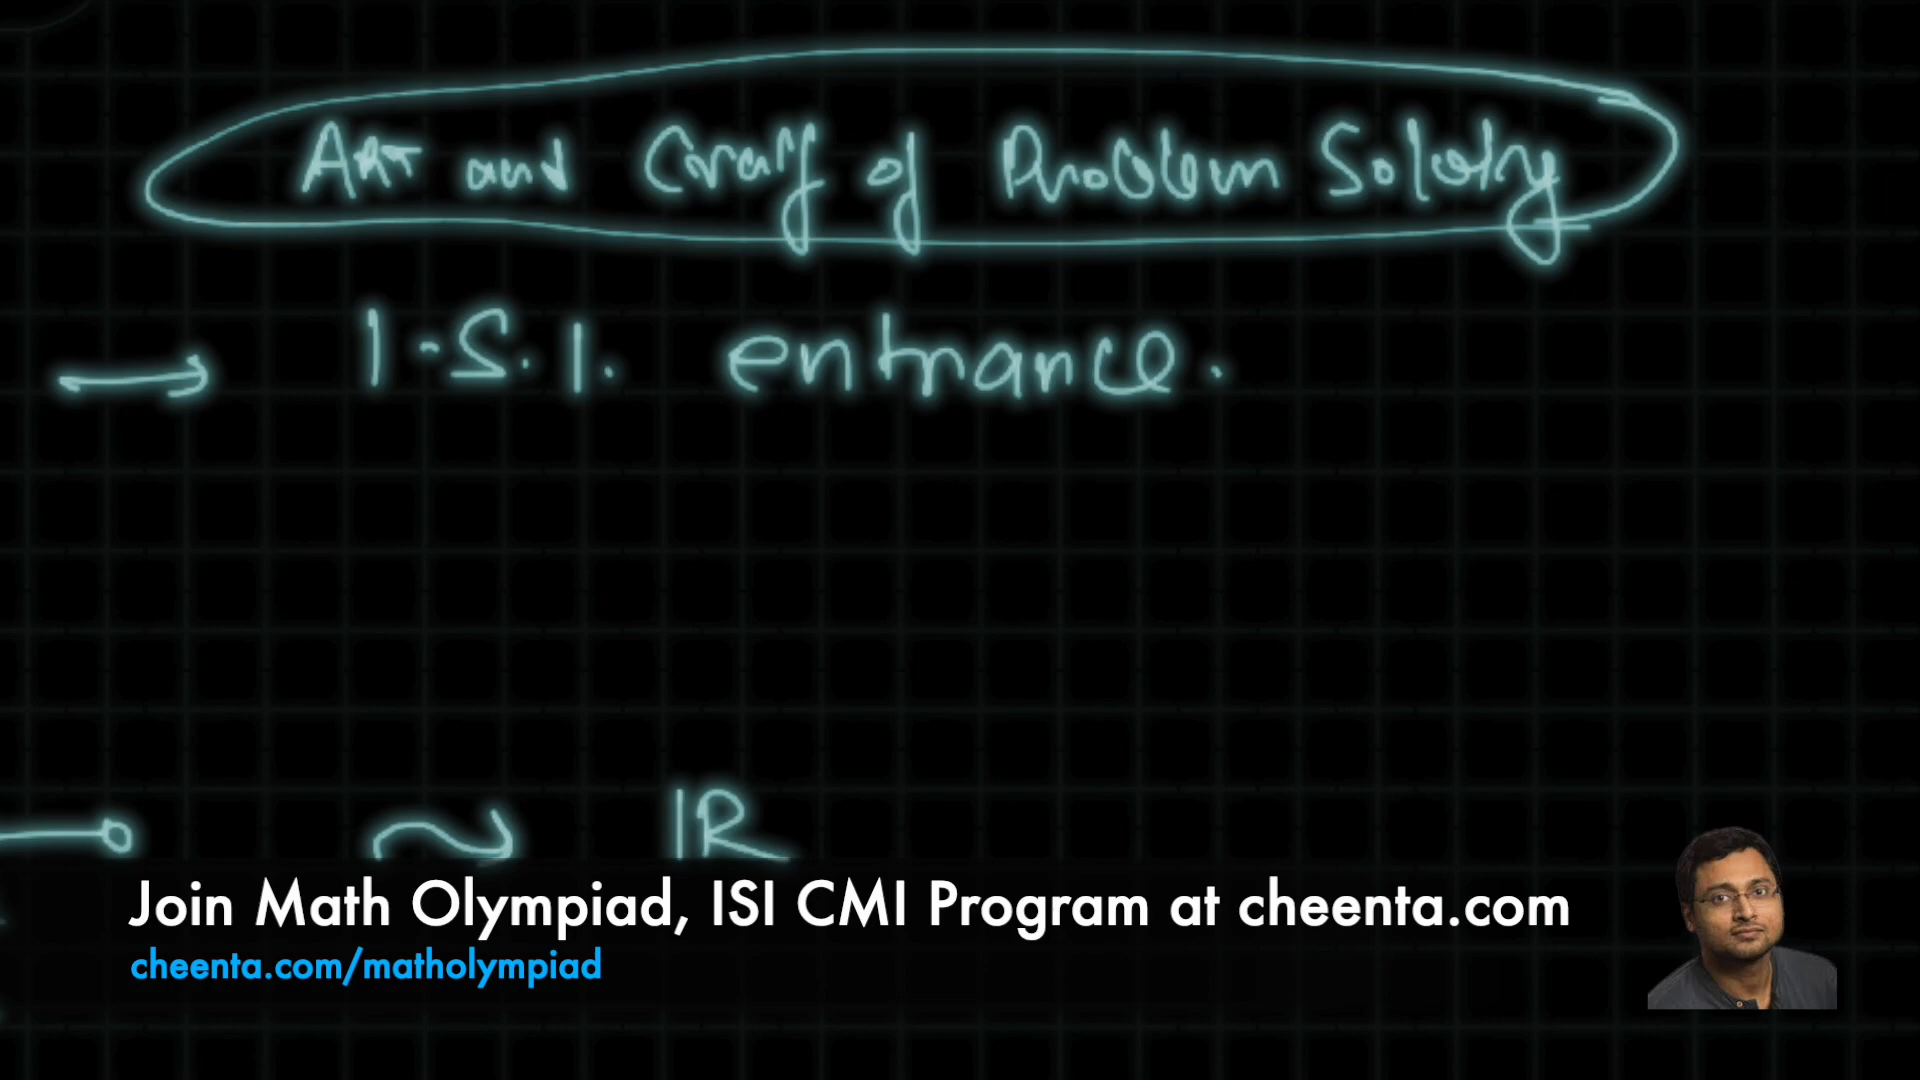 ART and Craft of Problem Solving
I.S.I. entrance.
~ IR
Join Math Olympiad, ISI CMI Program at cheenta.com
cheenta.com/matholympiad